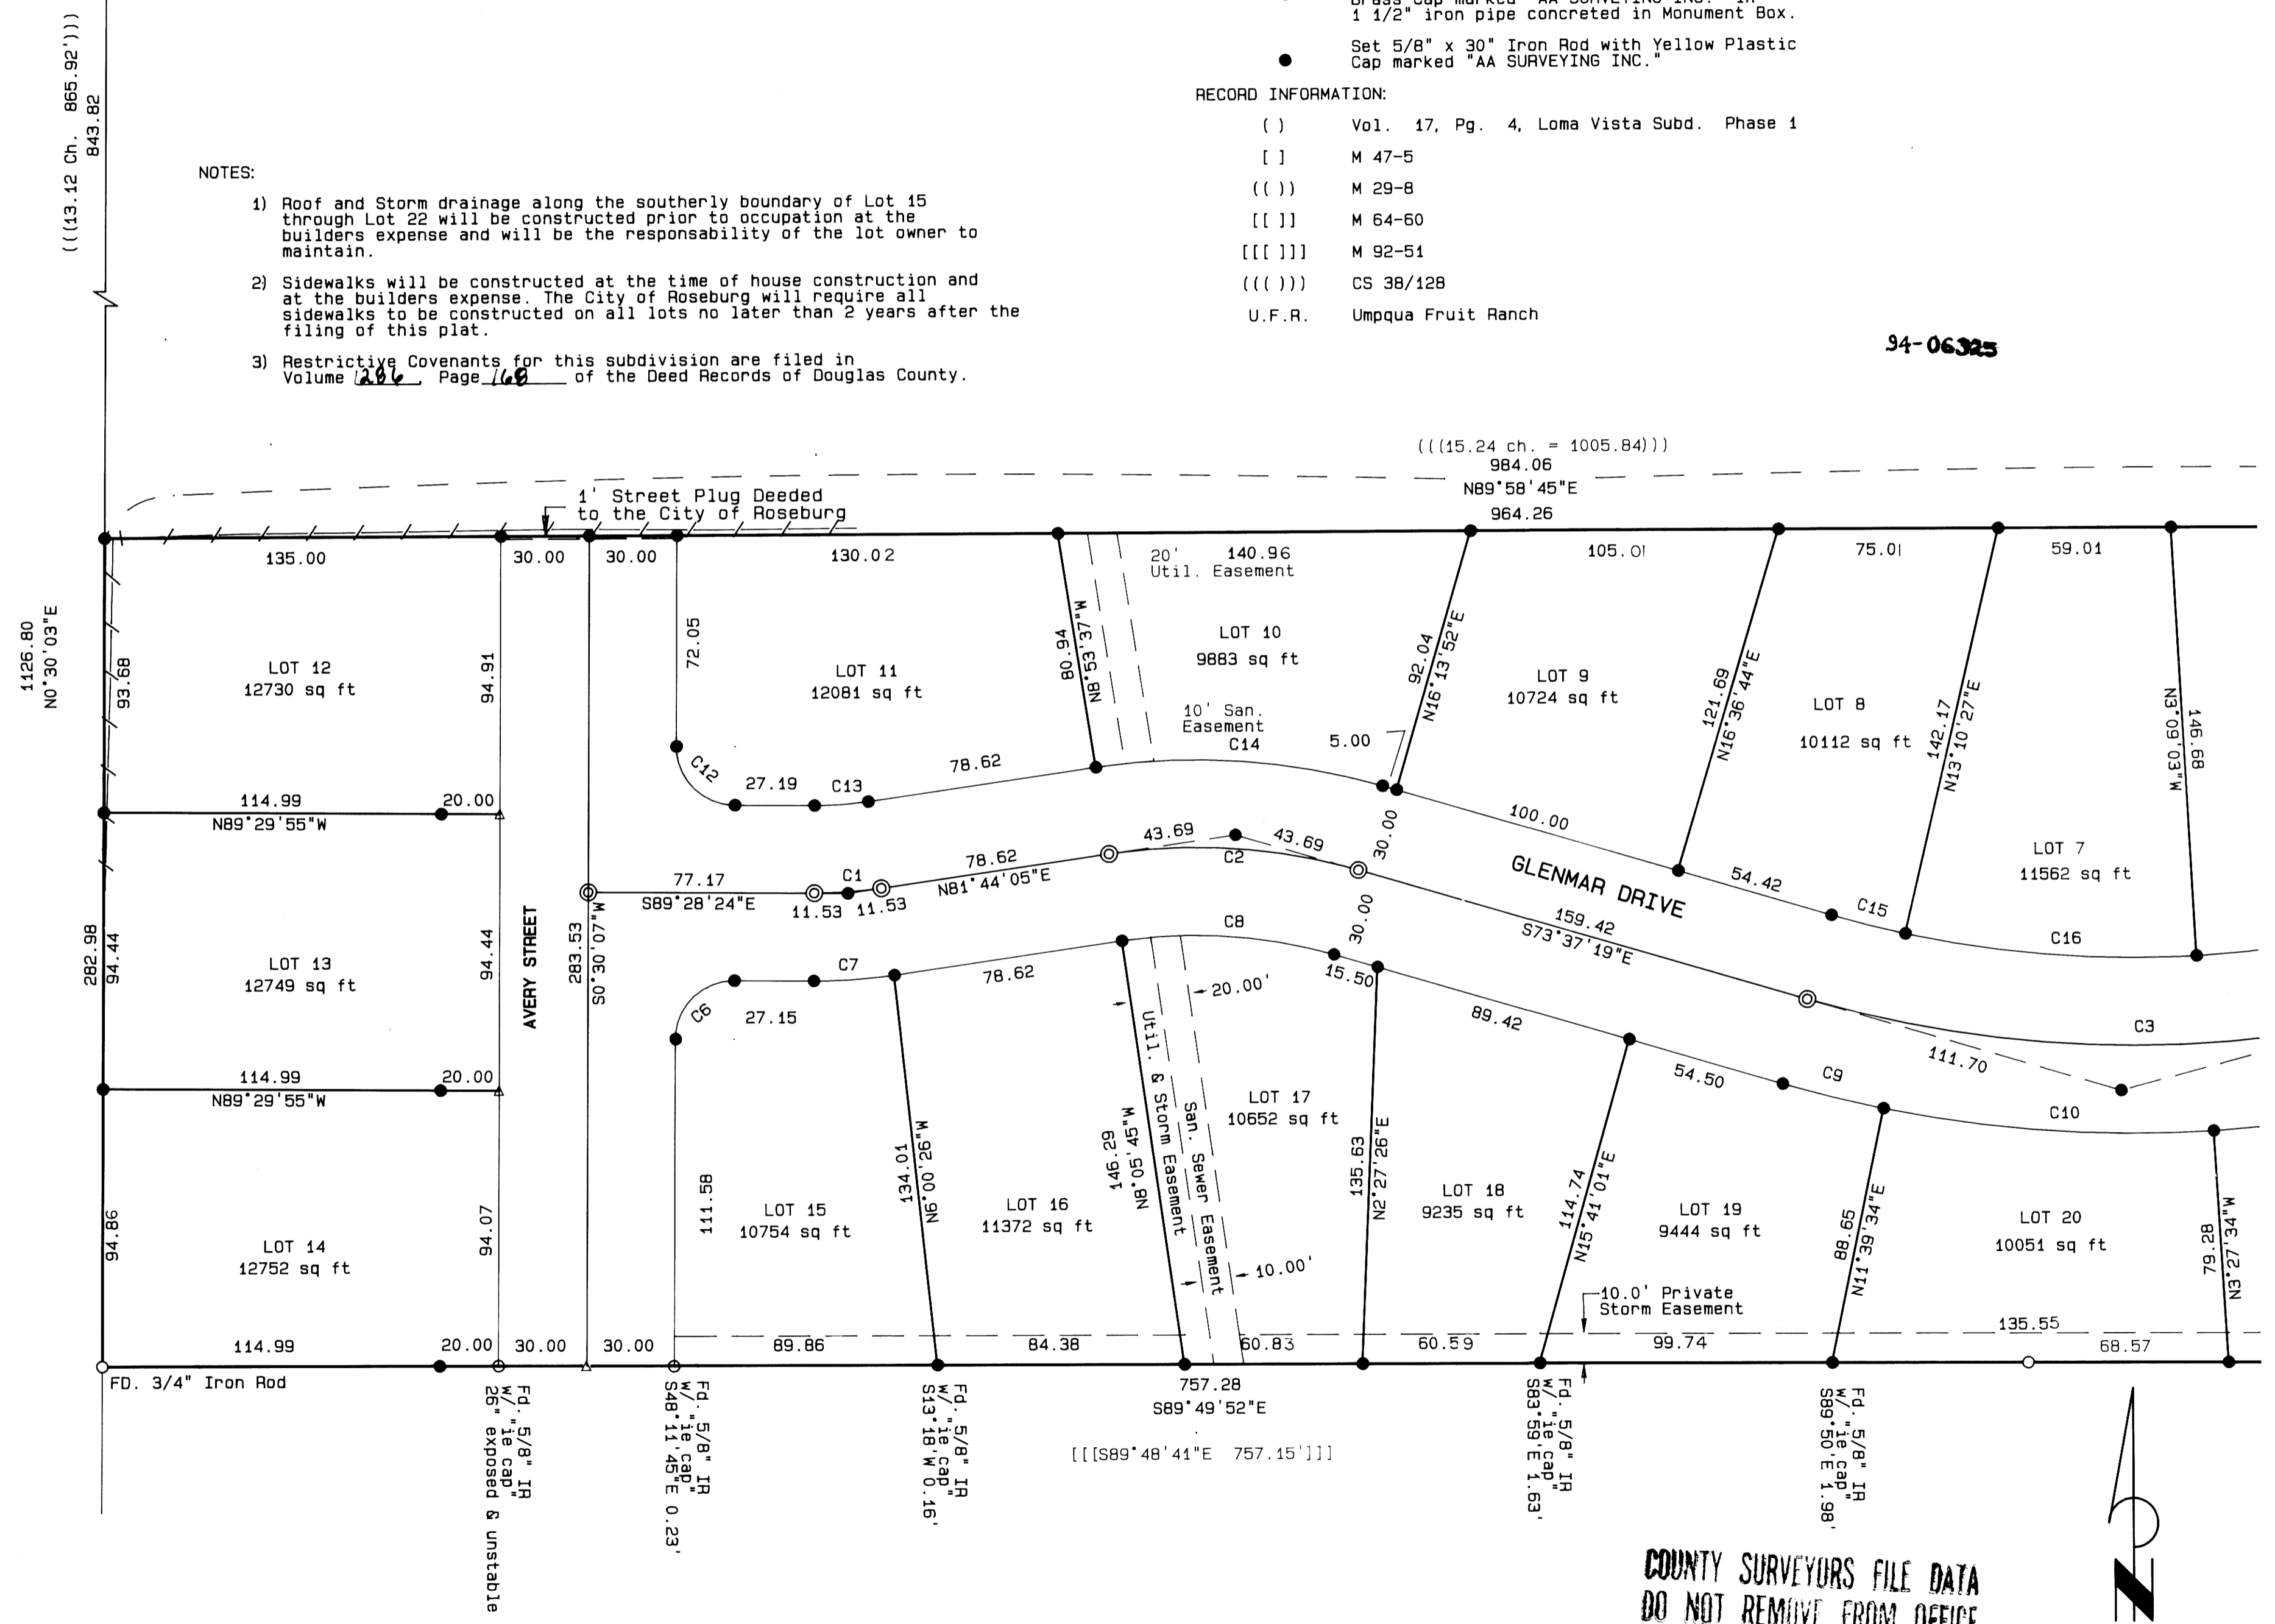 Brass Cap marked "AA SURVEYING INC." in
1 1/2" iron pipe concreted in Monument Box.
Set 5/8" x 30" Iron Rod with Yellow Plastic
Cap marked "AA SURVEYING INC."
RECORD INFORMATION:
( ) Vol. 17, Pg. 4, Loma Vista Subd. Phase 1
[ ] M 47-5
(( )) M 29-8
[[ ]] M 64-60
[[[ ]]] M 92-51
((( ))) CS 38/128
U.F.R. Umpqua Fruit Ranch
94-06325
(((13.12 Ch. 865.92')))
843.82
NOTES:
1) Roof and Storm drainage along the southerly boundary of Lot 15
through Lot 22 will be constructed prior to occupation at the
builders expense and will be the responsability of the lot owner to
maintain.
2) Sidewalks will be constructed at the time of house construction and
at the builders expense. The City of Roseburg will require all
sidewalks to be constructed on all lots no later than 2 years after the
filing of this plat.
3) Restrictive Covenants for this subdivision are filed in
Volume 1286, Page 168 of the Deed Records of Douglas County.
(((15.24 ch. = 1005.84)))
984.06
N89°58'45"E
964.26
1' Street Plug Deeded
to the City of Roseburg
135.00
30.00
30.00
130.02
20' 140.96
Util. Easement
105.01
75.01
59.01
1126.80
N0°30'03"E
93.68
LOT 12
12730 sq ft
94.91
72.05
LOT 11
12081 sq ft
80.94
N8°53'37"W
LOT 10
9883 sq ft
10' San.
Easement
C14
5.00
92.04
N16°13'52"E
LOT 9
10724 sq ft
121.69
N16°36'44"E
LOT 8
10112 sq ft
142.17
N13°10'27"E
146.68
N3°09'03"W
LOT 7
11562 sq ft
C12
27.19
C13
78.62
114.99
20.00
N89°29'55"W
43.69
43.69
C2
30.00
100.00
54.42
C15
C16
GLENMAR DRIVE
77.17
S89°28'24"E
C1
11.53
11.53
78.62
N81°44'05"E
159.42
S73°37'19"E
C3
111.70
282.98
94.44
LOT 13
12749 sq ft
94.44
AVERY STREET
283.53
S0°30'07"W
C6
27.15
C7
78.62
C8
30.00
15.50
89.42
54.50
C9
C10
20.00'
Util. & Storm Easement
San. Sewer Easement
10.00'
114.99
20.00
N89°29'55"W
94.86
LOT 14
12752 sq ft
94.07
111.58
LOT 15
10754 sq ft
134.01
N6°00'26"W
LOT 16
11372 sq ft
146.29
N8°05'45"W
LOT 17
10652 sq ft
135.63
N2°27'26"E
LOT 18
9235 sq ft
114.74
N15°41'01"E
LOT 19
9444 sq ft
88.65
N11°39'34"E
LOT 20
10051 sq ft
79.28
N3°27'34"W
10.0' Private
Storm Easement
135.55
114.99
20.00
30.00
30.00
89.86
84.38
60.83
60.59
99.74
68.57
FD. 3/4" Iron Rod
757.28
S89°49'52"E
[[[S89°48'41"E 757.15']]]
Fd. 5/8" IR
w/ "ie cap"
26" exposed & unstable
Fd. 5/8" IR
w/ "ie cap"
S48°11'45"E 0.23'
Fd. 5/8" IR
w/ "ie cap"
S13°18'W 0.16'
Fd. 5/8" IR
w/ "ie cap"
S83°59'E 1.63'
Fd. 5/8" IR
w/ "ie cap"
S89°50'E 1.98'
N
COUNTY SURVEYORS FILE DATA
DO NOT REMOVE FROM OFFICE